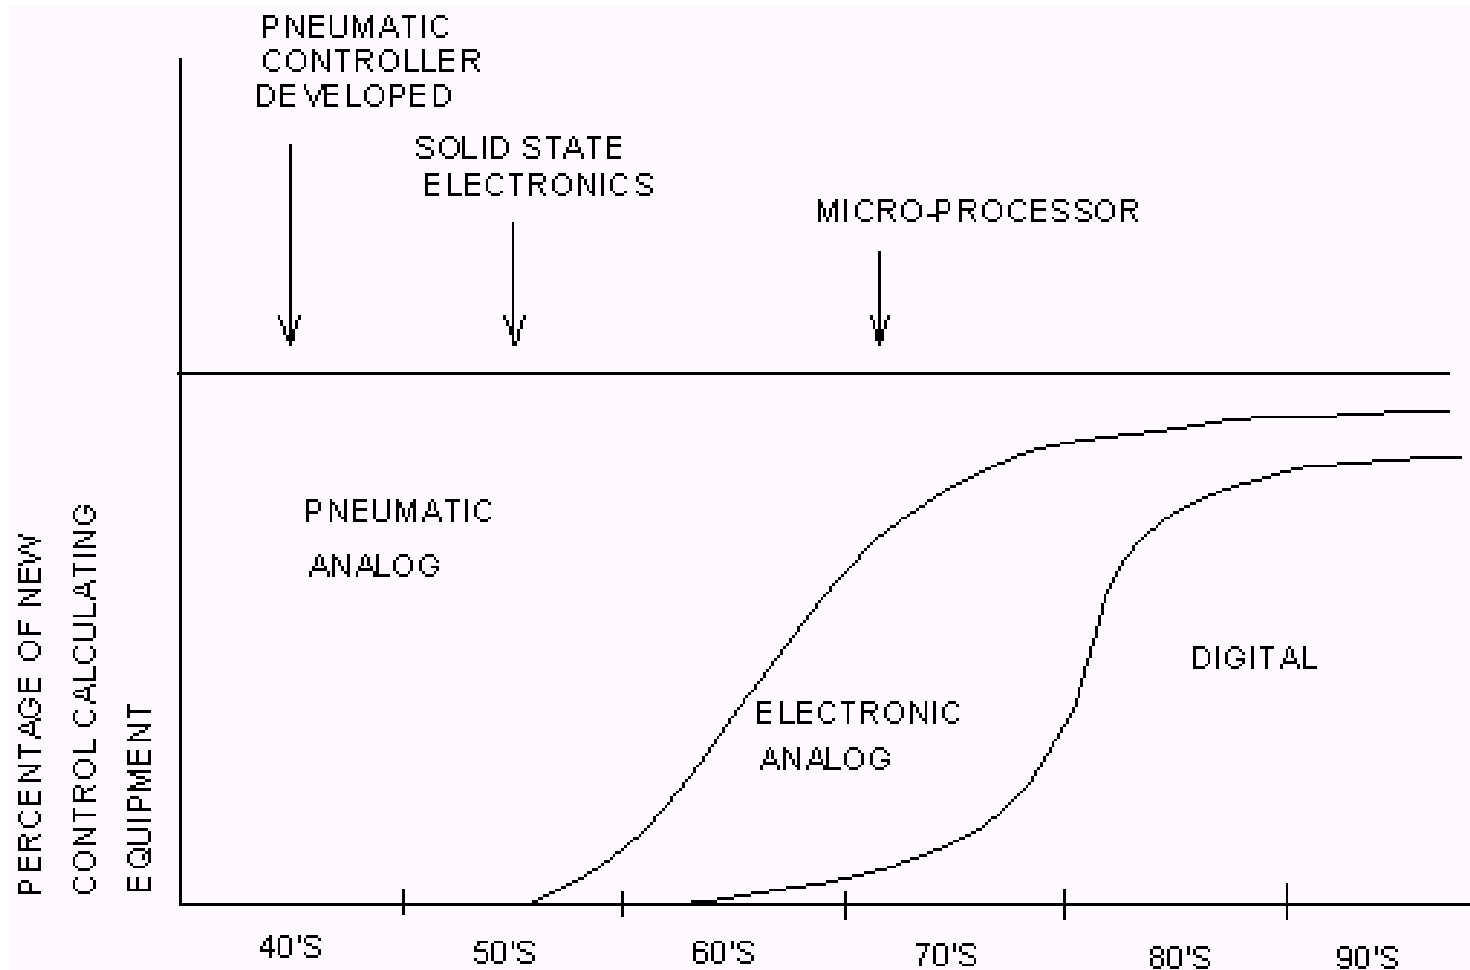 PNEUMATIC
CONTROLLER
DEVELOPED
SOLID STATE
ELECTRONICS
MICRO-PROCESSOR
PNEUMATIC
ANALOG
ELECTRONIC
ANALOG
DIGITAL
PERCENTAGE OF NEW
CONTROL CALCULATING
EQUIPMENT
40'S 50'S 60'S 70'S 80'S 90'S